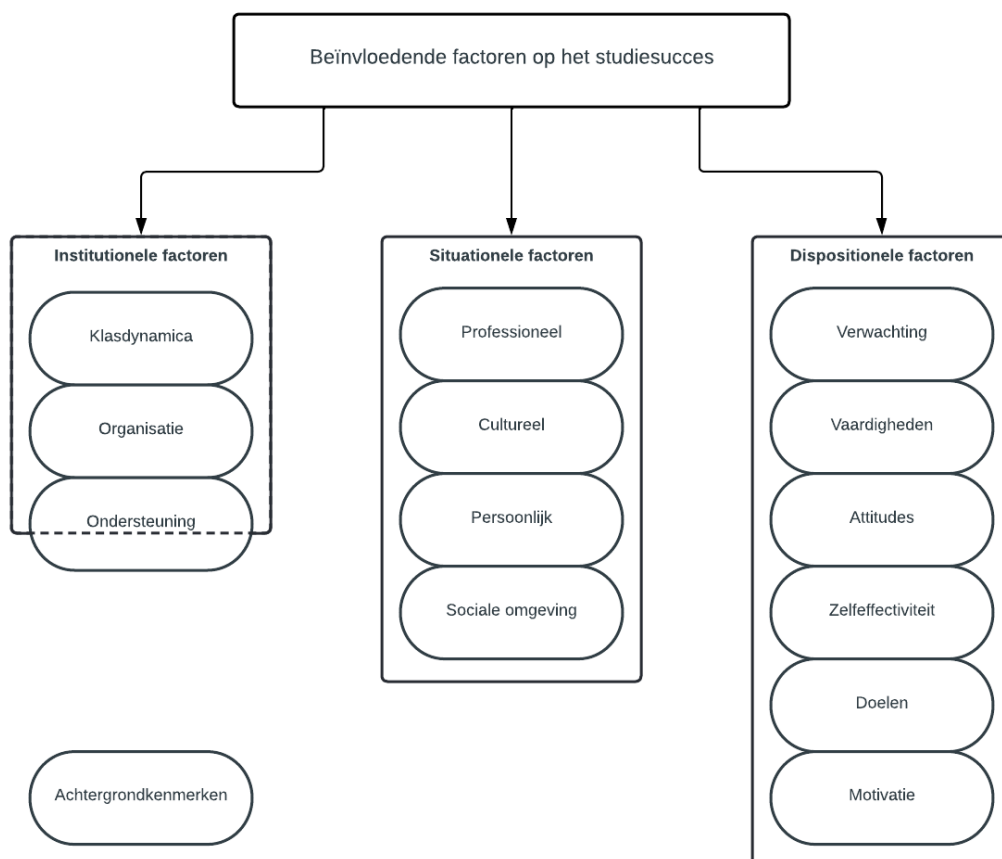 Beïnvloedende factoren op het studiesucces
Institutionele factoren
Klasdynamica
Organisatie
Ondersteuning
Achtergrondkenmerken
Situationele factoren
Professioneel
Cultureel
Persoonlijk
Sociale omgeving
Dispositionele factoren
Verwachting
Vaardigheden
Attitudes
Zelfeffectiviteit
Doelen
Motivatie